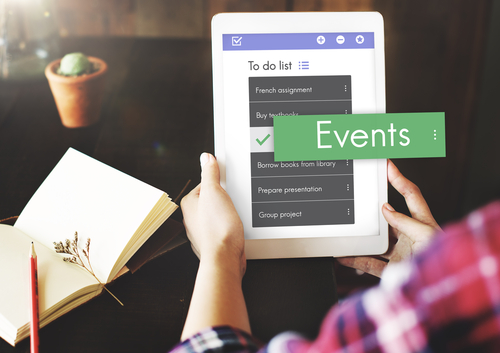 To do list
French assignment
Buy textbooks
Events
Borrow books from library
Prepare presentation
Group project